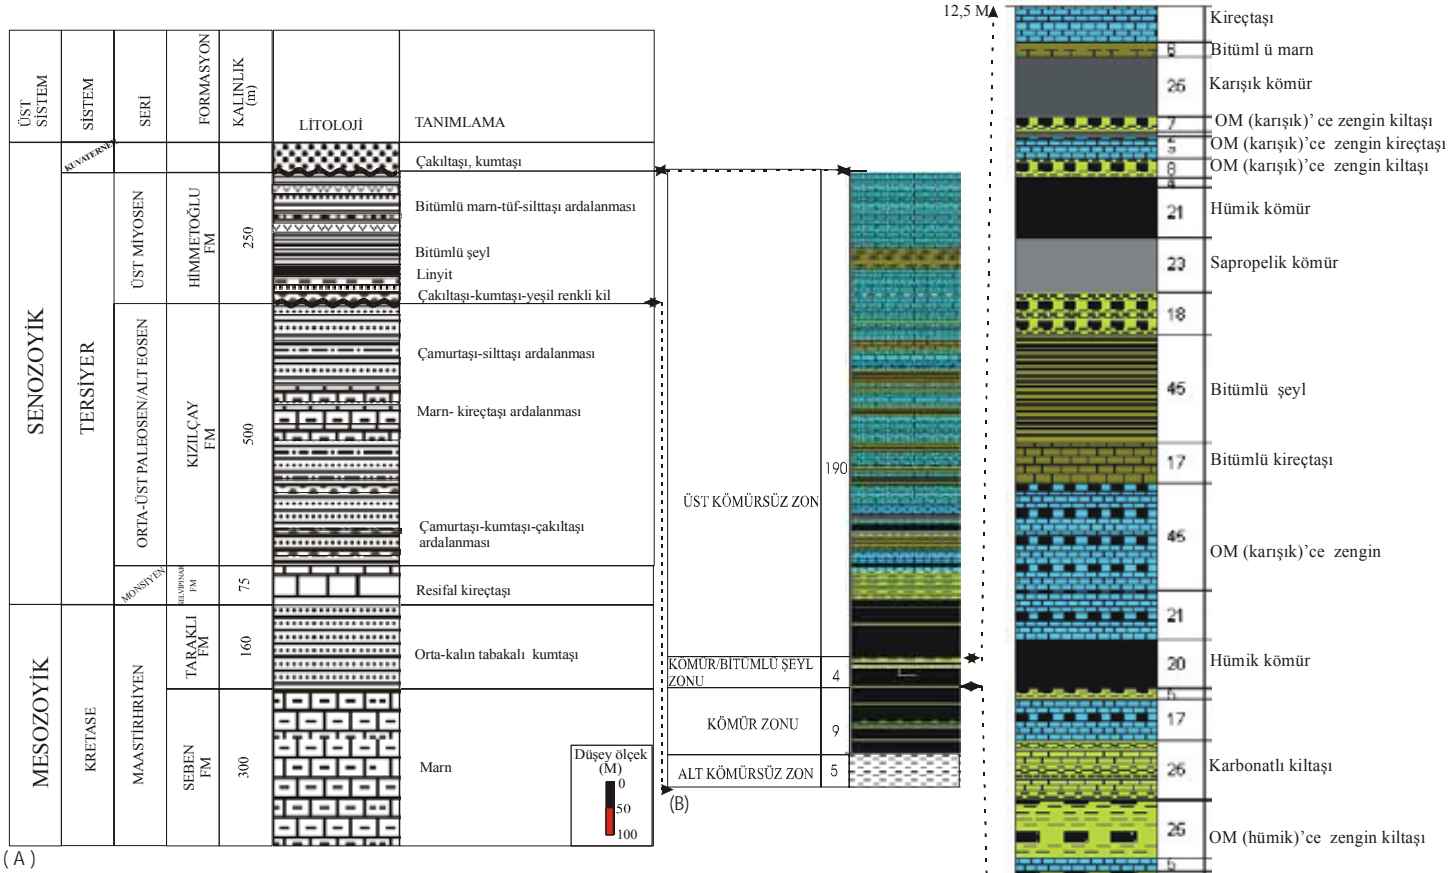 ÜST SİSTEM
SİSTEM
SERİ
FORMASYON
KALINLIK (m)
LİTOLOJİ
TANIMLAMA
SENOZOYİK
MESOZOYİK
KUVATERNER
TERSİYER
KRETASE
ÜST MİYOSEN
ORTA-ÜST PALEOSEN/ALT EOSEN
MONSİYEN
MAASTİRHRİYEN
HİMMETOĞLU FM
KIZILÇAY FM
SELVİPINAR FM
TARAKLI FM
SEBEN FM
250
500
75
160
300
Çakıltaşı, kumtaşı
Bitümlü marn-tüf-silttaşı ardalanması
Bitümlü şeyl
Linyit
Çakıltaşı-kumtaşı-yeşil renkli kil
Çamurtaşı-silttaşı ardalanması
Marn- kireçtaşı ardalanması
Çamurtaşı-kumtaşı-çakıltaşı
ardalanması
Resifal kireçtaşı
Orta-kalın tabakalı kumtaşı
Marn
Düşey ölçek
(M)
0
50
100
(A)
ÜST KÖMÜRSÜZ ZON
190
KÖMÜR/BİTÜMLÜ ŞEYL
ZONU
4
KÖMÜR ZONU
9
ALT KÖMÜRSÜZ ZON
5
(B)
12,5 M
Kireçtaşı
6 Bitüml ü marn
26 Karışık kömür
7 OM (karışık)' ce zengin kiltaşı
OM (karışık)'ce zengin kireçtaşı
8 OM (karışık)'ce zengin kiltaşı
4
21 Hümik kömür
23 Sapropelik kömür
18
45 Bitümlü şeyl
17 Bitümlü kireçtaşı
45 OM (karışık)'ce zengin
21
20 Hümik kömür
5
17
26 Karbonatlı kiltaşı
25 OM (hümik)'ce zengin kiltaşı
5